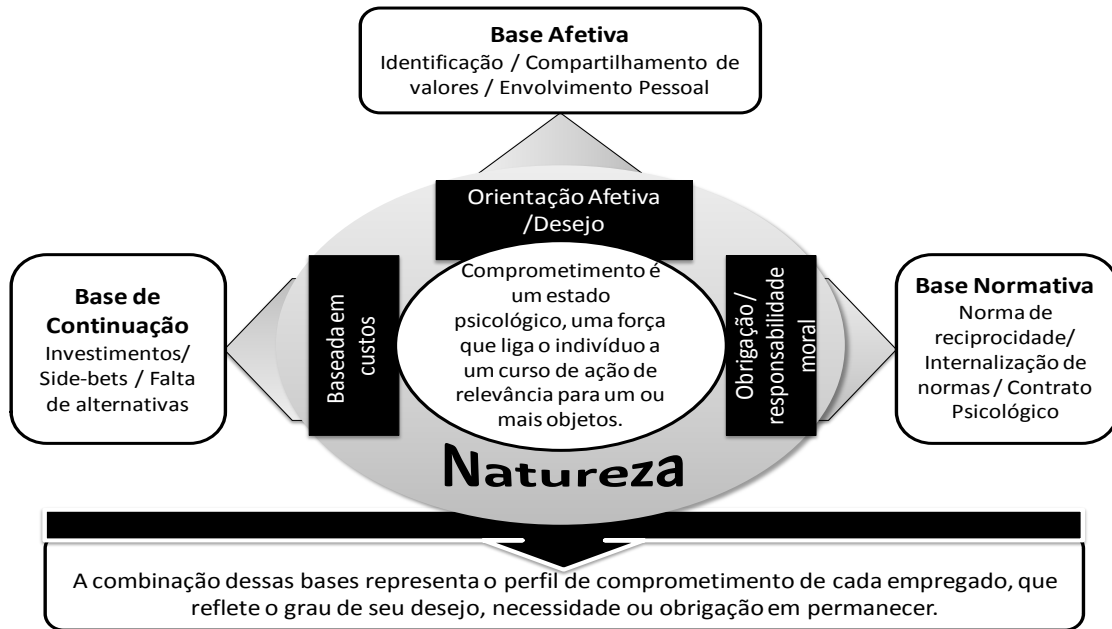 Base Afetiva
Identificação / Compartilhamento de
valores / Envolvimento Pessoal
Orientação Afetiva
/Desejo
Base de
Continuação
Investimentos/
Side-bets / Falta
de alternativas
Baseada em
custos
Comprometimento é
um estado
psicológico, uma força
que liga o indivíduo a
um curso de ação de
relevância para um ou
mais objetos.
Obrigação /
responsabilidade
moral
Base Normativa
Norma de
reciprocidade/
Internalização de
normas / Contrato
Psicológico
Natureza
A combinação dessas bases representa o perfil de comprometimento de cada empregado, que
reflete o grau de seu desejo, necessidade ou obrigação em permanecer.